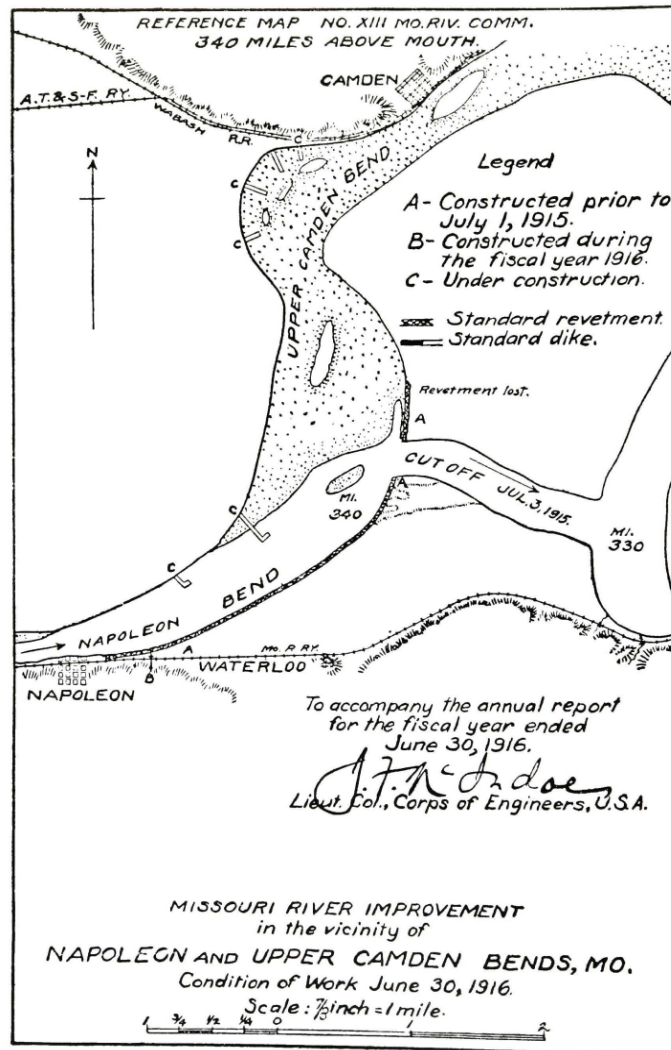 REFERENCE MAP NO. XIII MO. RIV. COMM.
340 MILES ABOVE MOUTH.
CAMDEN
A.T. & S-F. RY.
WABASH R.R.
C
N
C
C
UPPER CAMDEN BEND
Legend
A- Constructed prior to
July 1, 1915.
B- Constructed during
the fiscal year 1916.
C- Under construction.
Standard revetment.
Standard dike.
Revetment lost.
A
CUT OFF JUL. 3, 1915.
A
MI.
340
MI.
330
C
C
NAPOLEON BEND
A
MO. P. RY.
WATERLOO
B
NAPOLEON
To accompany the annual report
for the fiscal year ended
June 30, 1916.
J. F. McIndoe
Lieut. Col., Corps of Engineers, U.S.A.
MISSOURI RIVER IMPROVEMENT
in the vicinity of
NAPOLEON AND UPPER CAMDEN BENDS, MO.
Condition of Work June 30, 1916.
Scale: 7/8 inch = 1 mile.
1 3/4 1/2 1/4 0 1 2